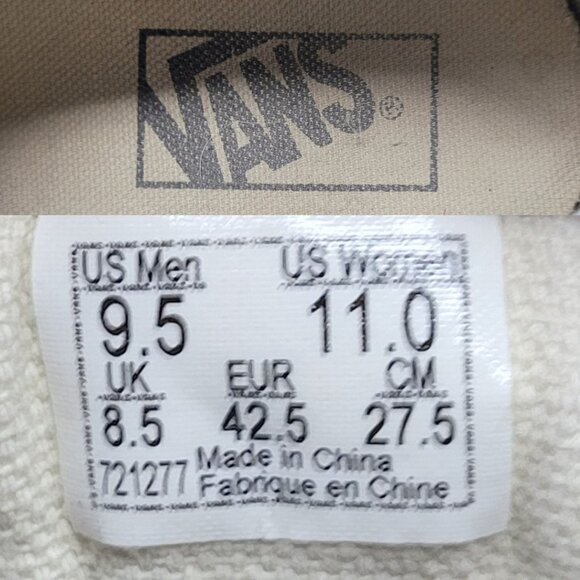 VANS®
US Men US Women
9.5 11.0
UK EUR CM
8.5 42.5 27.5
721277 Made in China
Fabrique en Chine